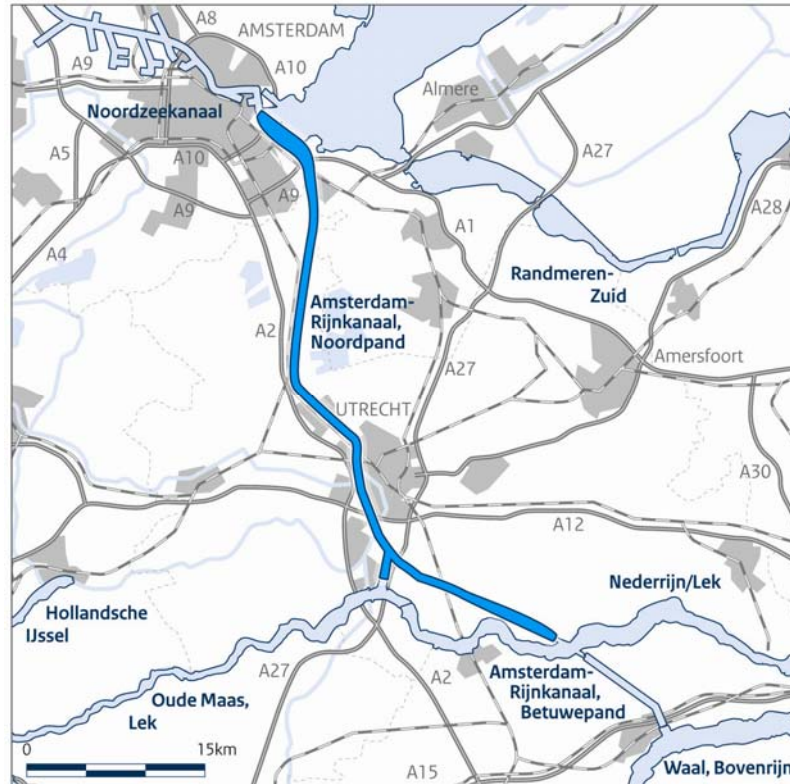 A8
AMSTERDAM
A9
A10
Noordzeekanaal
Almere
A5
A10
A27
A9
A9
A1
A28
A4
Randmeren-
Zuid
Amsterdam-
Rijnkanaal,
Noordpand
A2
A27
Amersfoort
UTRECHT
A30
A12
Nederrijn/Lek
Hollandsche
IJssel
A27
A2
Amsterdam-
Rijnkanaal,
Betuwepand
Oude Maas,
Lek
0
15km
A15
Waal, Bovenrijn